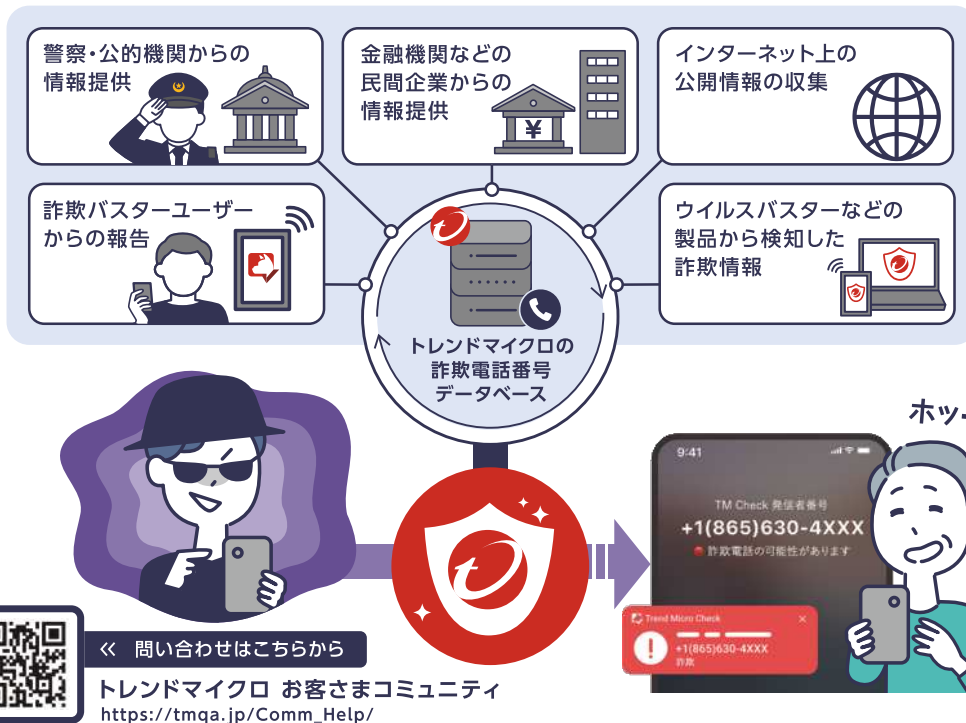 警察・公的機関からの
情報提供
金融機関などの
民間企業からの
情報提供
¥
インターネット上の
公開情報の収集
詐欺バスターユーザー
からの報告
ウイルスバスターなどの
製品から検知した
詐欺情報
トレンドマイクロの
詐欺電話番号
データベース
ホッ
9:41
TM Check 発信者番号
+1(865)630-4XXX
詐欺電話の可能性があります
Trend Micro Check
×
+1(865)630-4XXX
詐欺
« 問い合わせはこちらから
トレンドマイクロ お客さまコミュニティ
https://tmqa.jp/Comm_Help/